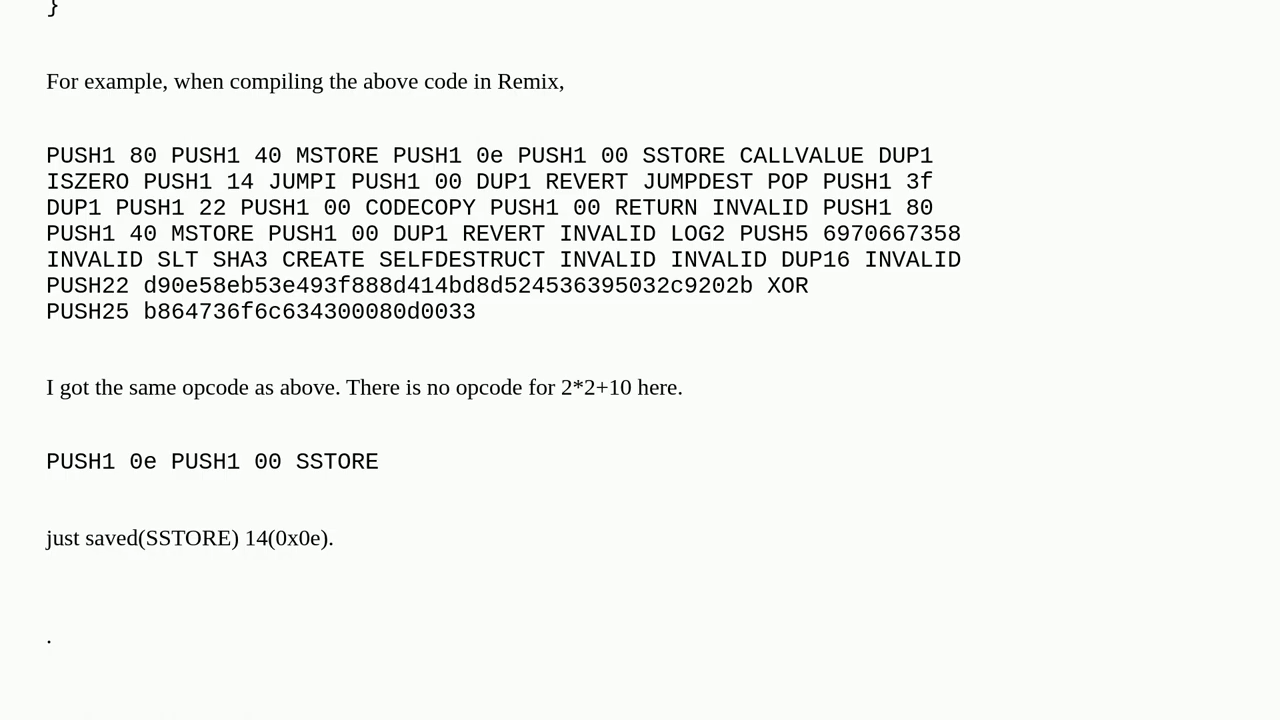 }
For example, when compiling the above code in Remix,
PUSH1 80 PUSH1 40 MSTORE PUSH1 0e PUSH1 00 SSTORE CALLVALUE DUP1
ISZERO PUSH1 14 JUMPI PUSH1 00 DUP1 REVERT JUMPDEST POP PUSH1 3f
DUP1 PUSH1 22 PUSH1 00 CODECOPY PUSH1 00 RETURN INVALID PUSH1 80
PUSH1 40 MSTORE PUSH1 00 DUP1 REVERT INVALID LOG2 PUSH5 6970667358
INVALID SLT SHA3 CREATE SELFDESTRUCT INVALID INVALID DUP16 INVALID
PUSH22 d90e58eb53e493f888d414bd8d524536395032c9202b XOR
PUSH25 b864736f6c634300080d0033
I got the same opcode as above. There is no opcode for 2*2+10 here.
PUSH1 0e PUSH1 00 SSTORE
just saved(SSTORE) 14(0x0e).
.